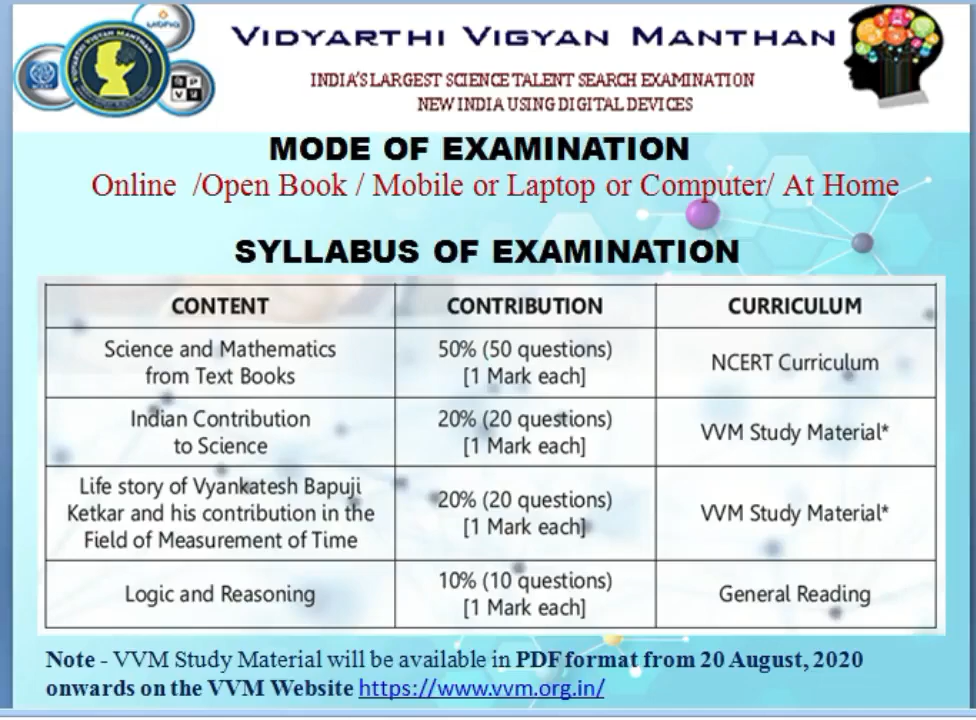 VIDYARTHI VIGYAN MANTHAN
INDIA'S LARGEST SCIENCE TALENT SEARCH EXAMINATION
NEW INDIA USING DIGITAL DEVICES
MODE OF EXAMINATION
Online /Open Book / Mobile or Laptop or Computer/ At Home
SYLLABUS OF EXAMINATION
CONTENT CONTRIBUTION CURRICULUM
Science and Mathematics
from Text Books
50% (50 questions)
[1 Mark each]
NCERT Curriculum
Indian Contribution
to Science
20% (20 questions)
[1 Mark each]
VVM Study Material*
Life story of Vyankatesh Bapuji
Ketkar and his contribution in the
Field of Measurement of Time
20% (20 questions)
[1 Mark each]
VVM Study Material*
Logic and Reasoning
10% (10 questions)
[1 Mark each]
General Reading
Note - VVM Study Material will be available in PDF format from 20 August, 2020
onwards on the VVM Website https://www.vvm.org.in/